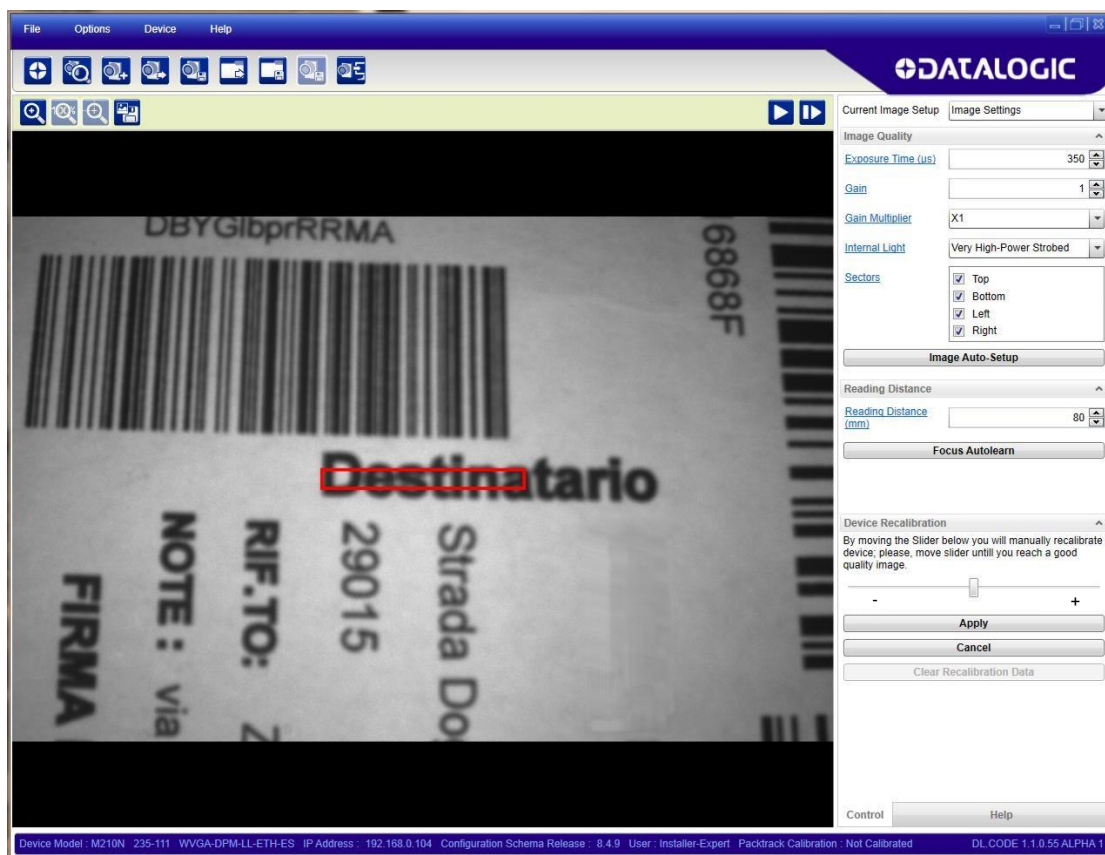 File Options Device Help
DATALOGIC
Current Image Setup Image Settings
Image Quality
Exposure Time (µs) 350
Gain 1
Gain Multiplier X1
Internal Light Very High-Power Strobed
Sectors Top
Bottom
Left
Right
Image Auto-Setup
Reading Distance
Reading Distance (mm) 80
Focus Autolearn
Device Recalibration
By moving the Slider below you will manually recalibrate
device; please, move slider untill you reach a good
quality image.
- +
Apply
Cancel
Clear Recalibration Data
Control Help
DBYGlbprRRMA
6868F
Destinatario
Strada Do
29015
RIF.TO: Z
NOTE : via
FIRMA
Device Model : M210N 235-111 WVGA-DPM-LL-ETH-ES IP Address : 192.168.0.104 Configuration Schema Release : 8.4.9 User : Installer-Expert Packtrack Calibration : Not Calibrated DL.CODE 1.1.0.55 ALPHA 1